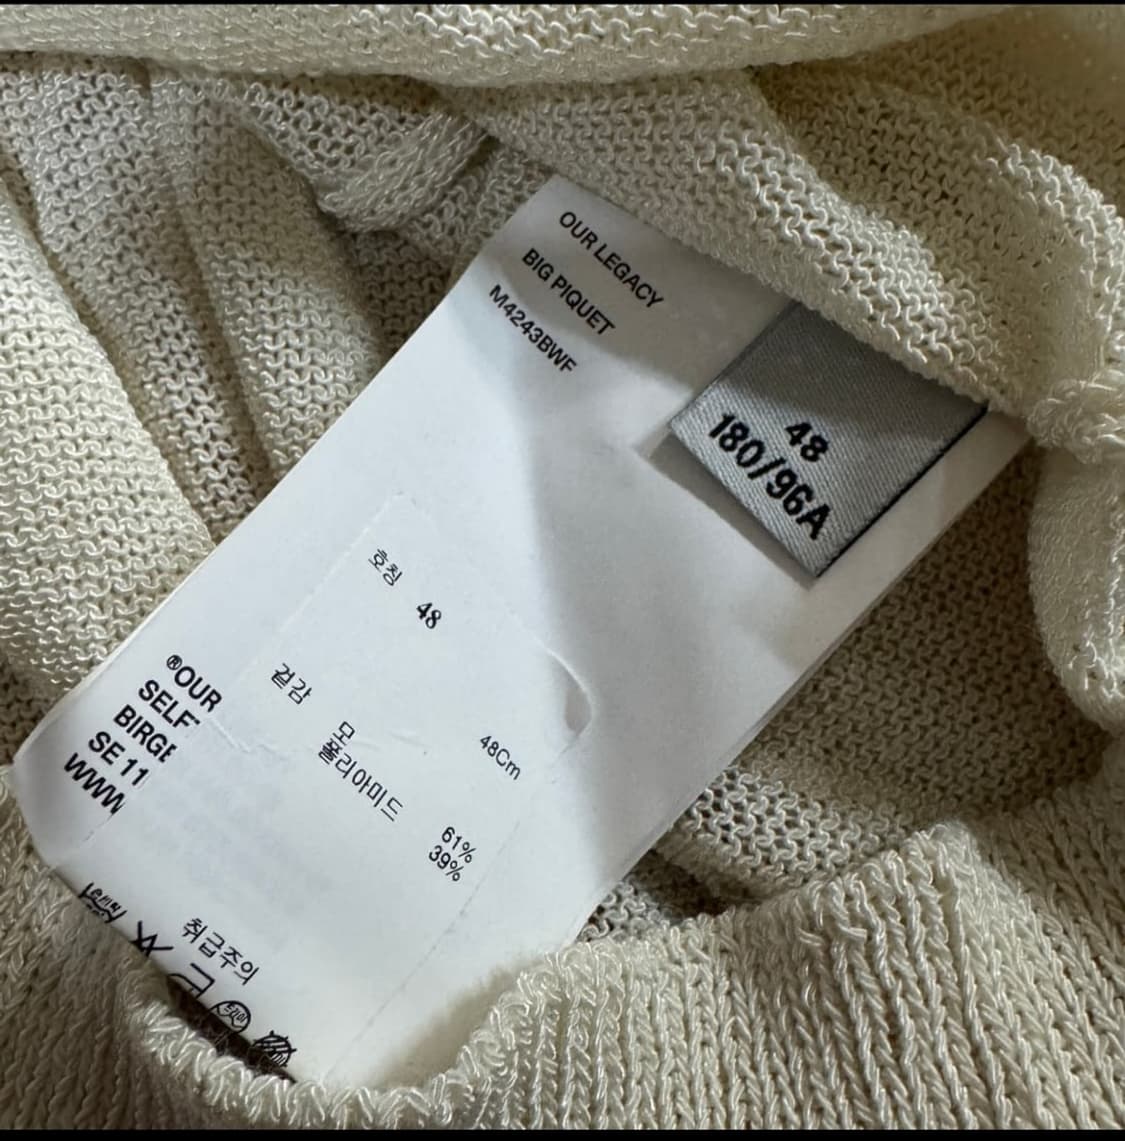 OUR LEGACY
BIG PIQUET
M4243BWF
48
180/96A
호칭 48
48Cm
겉감 모 61%
폴리아미드 39%
®OUR
SELF
BIRGE
SE 11
WWW
취급주의